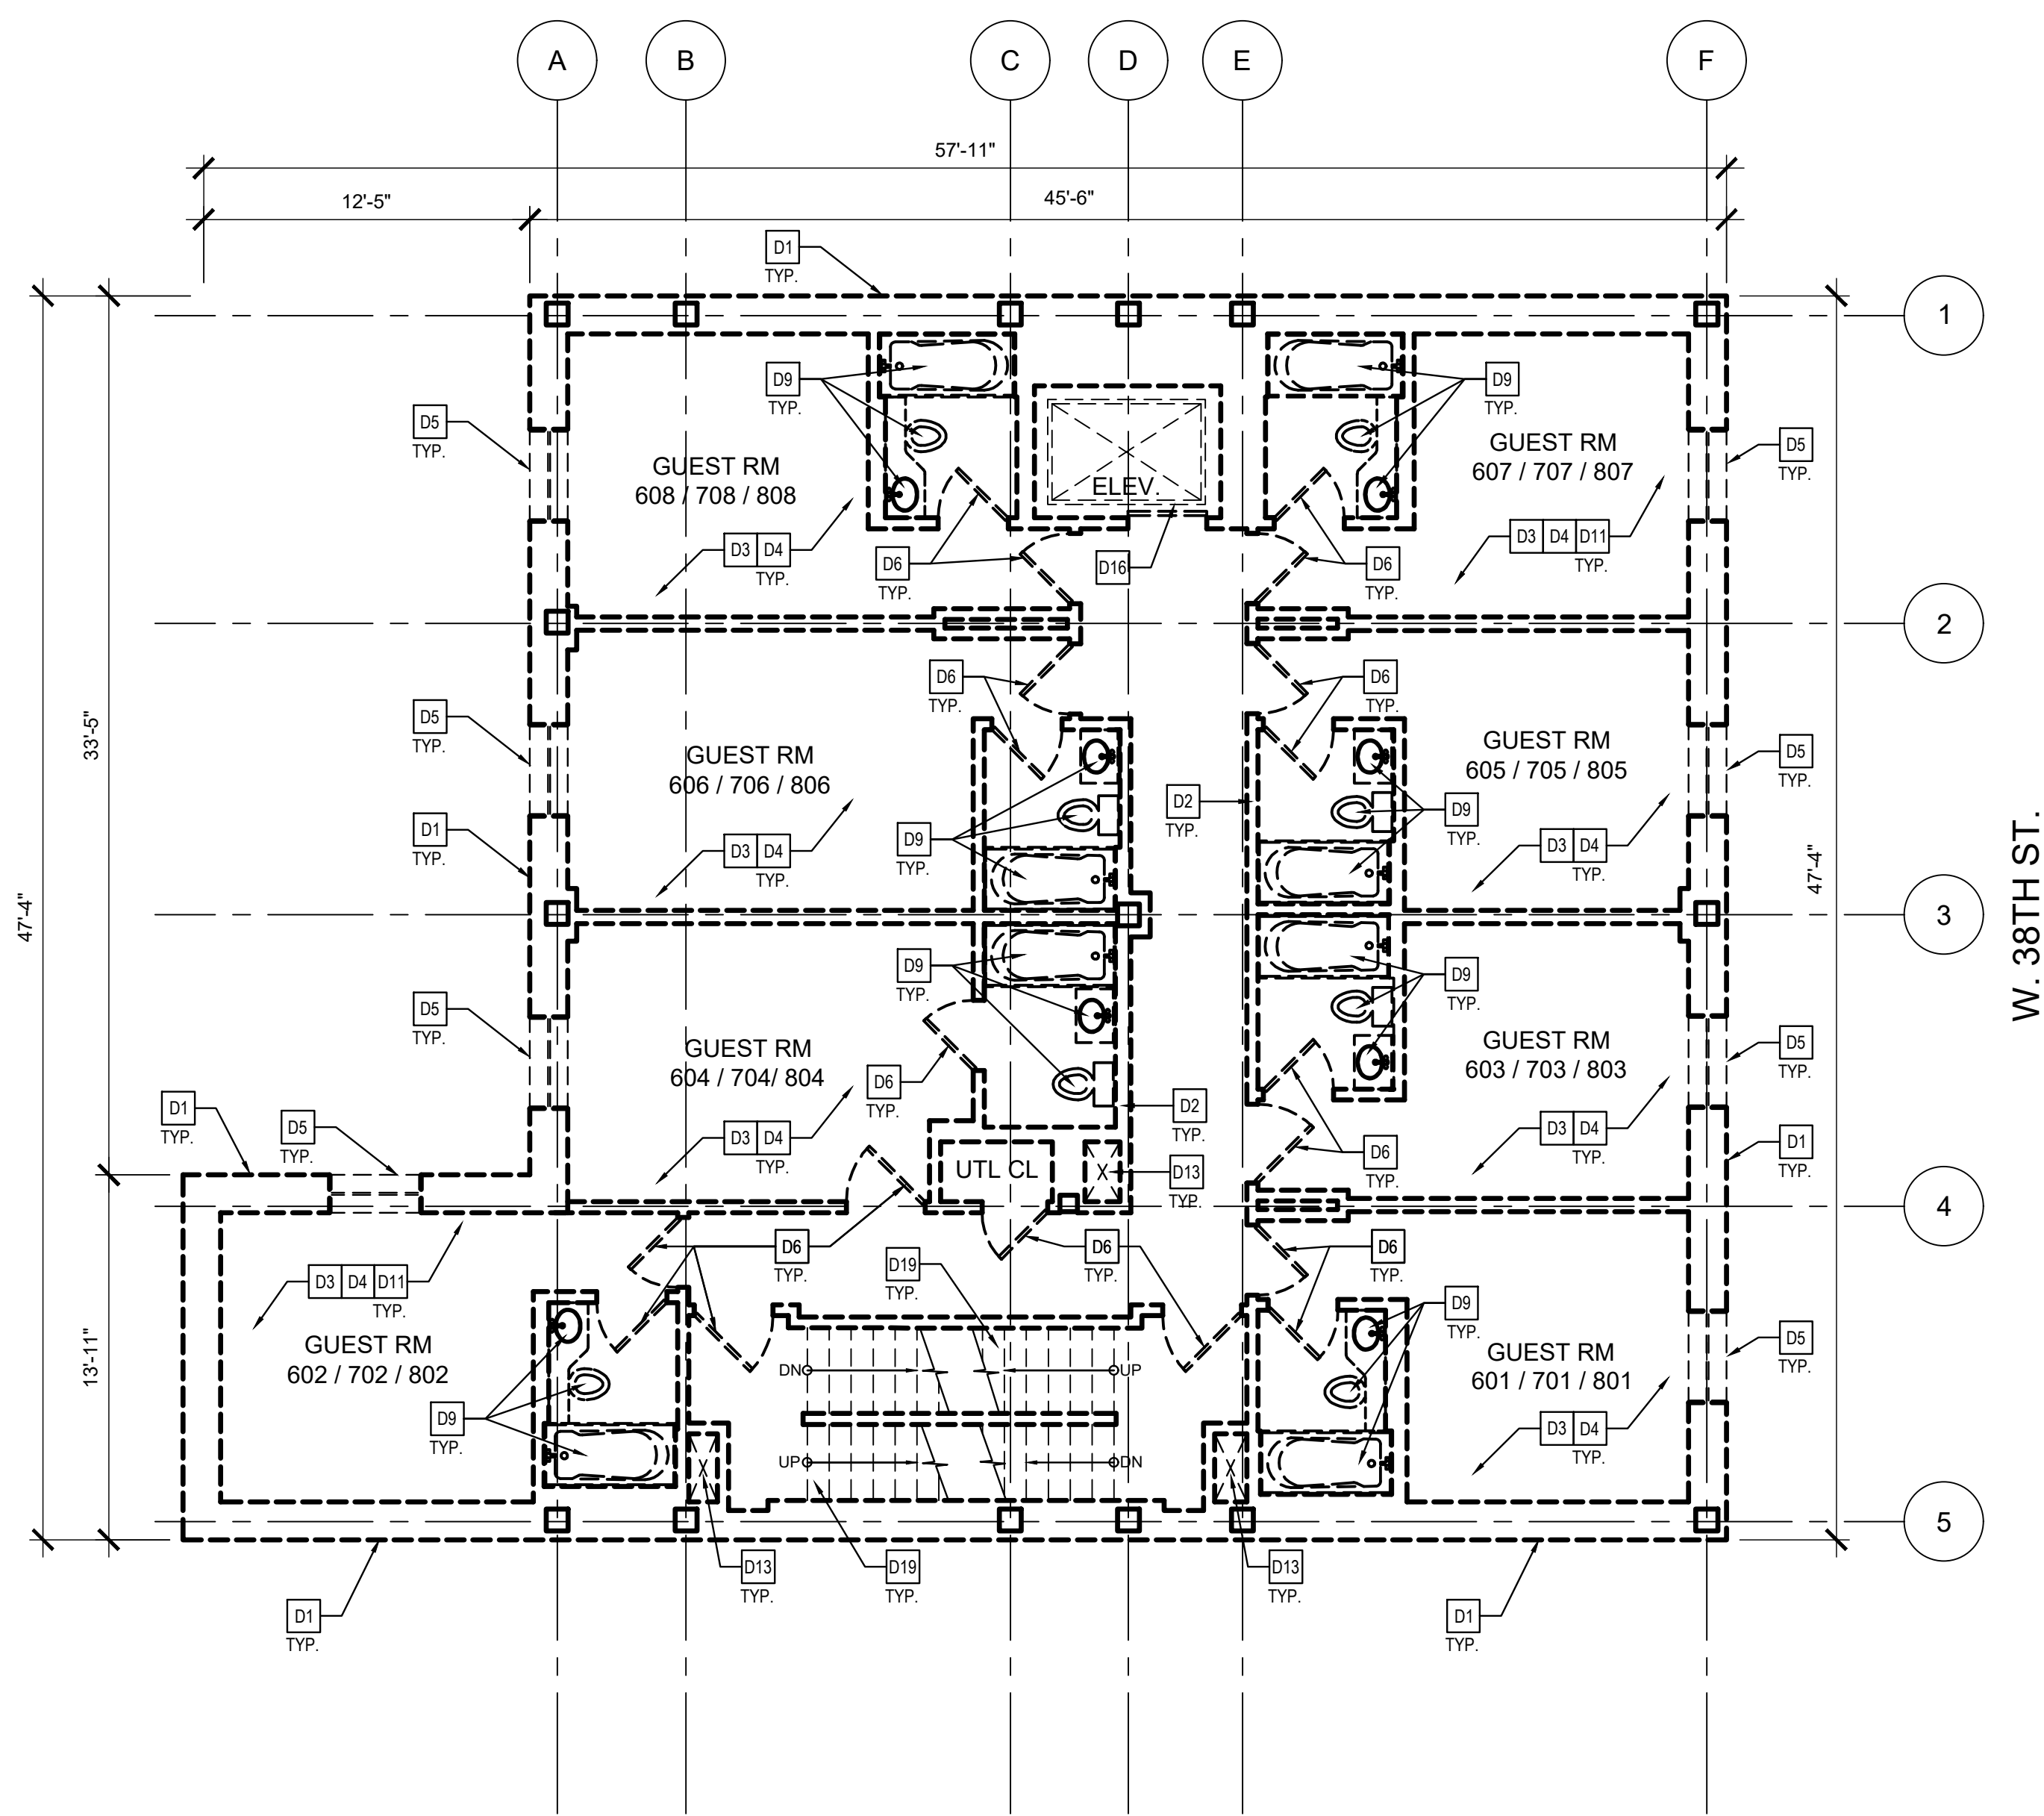 A
B
C
D
E
F
57'-11"
12'-5"
45'-6"
D1
TYP.
1
D9
TYP.
D9
TYP.
D5
TYP.
D5
TYP.
GUEST RM
608 / 708 / 808
GUEST RM
607 / 707 / 807
ELEV.
D3 D4
TYP.
D3 D4 D11
TYP.
D6
TYP.
D16
D6
TYP.
2
D6
TYP.
D6
TYP.
33'-5"
D5
TYP.
D5
TYP.
GUEST RM
606 / 706 / 806
GUEST RM
605 / 705 / 805
D2
TYP.
D9
TYP.
D9
TYP.
D1
TYP.
D3 D4
TYP.
D3 D4
TYP.
47'-4"
47'-4"
W. 38TH ST.
3
D9
TYP.
D9
TYP.
D5
TYP.
D5
TYP.
GUEST RM
604 / 704/ 804
GUEST RM
603 / 703 / 803
D6
TYP.
D2
TYP.
D1
TYP.
D5
TYP.
D3 D4
TYP.
D3 D4
TYP.
D6
TYP.
D1
TYP.
UTL CL
D13
TYP.
4
D6
TYP.
D19
TYP.
D6
TYP.
D6
TYP.
D3 D4 D11
TYP.
D9
TYP.
D5
TYP.
13'-11"
GUEST RM
602 / 702 / 802
GUEST RM
601 / 701 / 801
DN
UP
D9
TYP.
D3 D4
TYP.
UP
DN
5
D13
TYP.
D19
TYP.
D13
TYP.
D1
TYP.
D1
TYP.